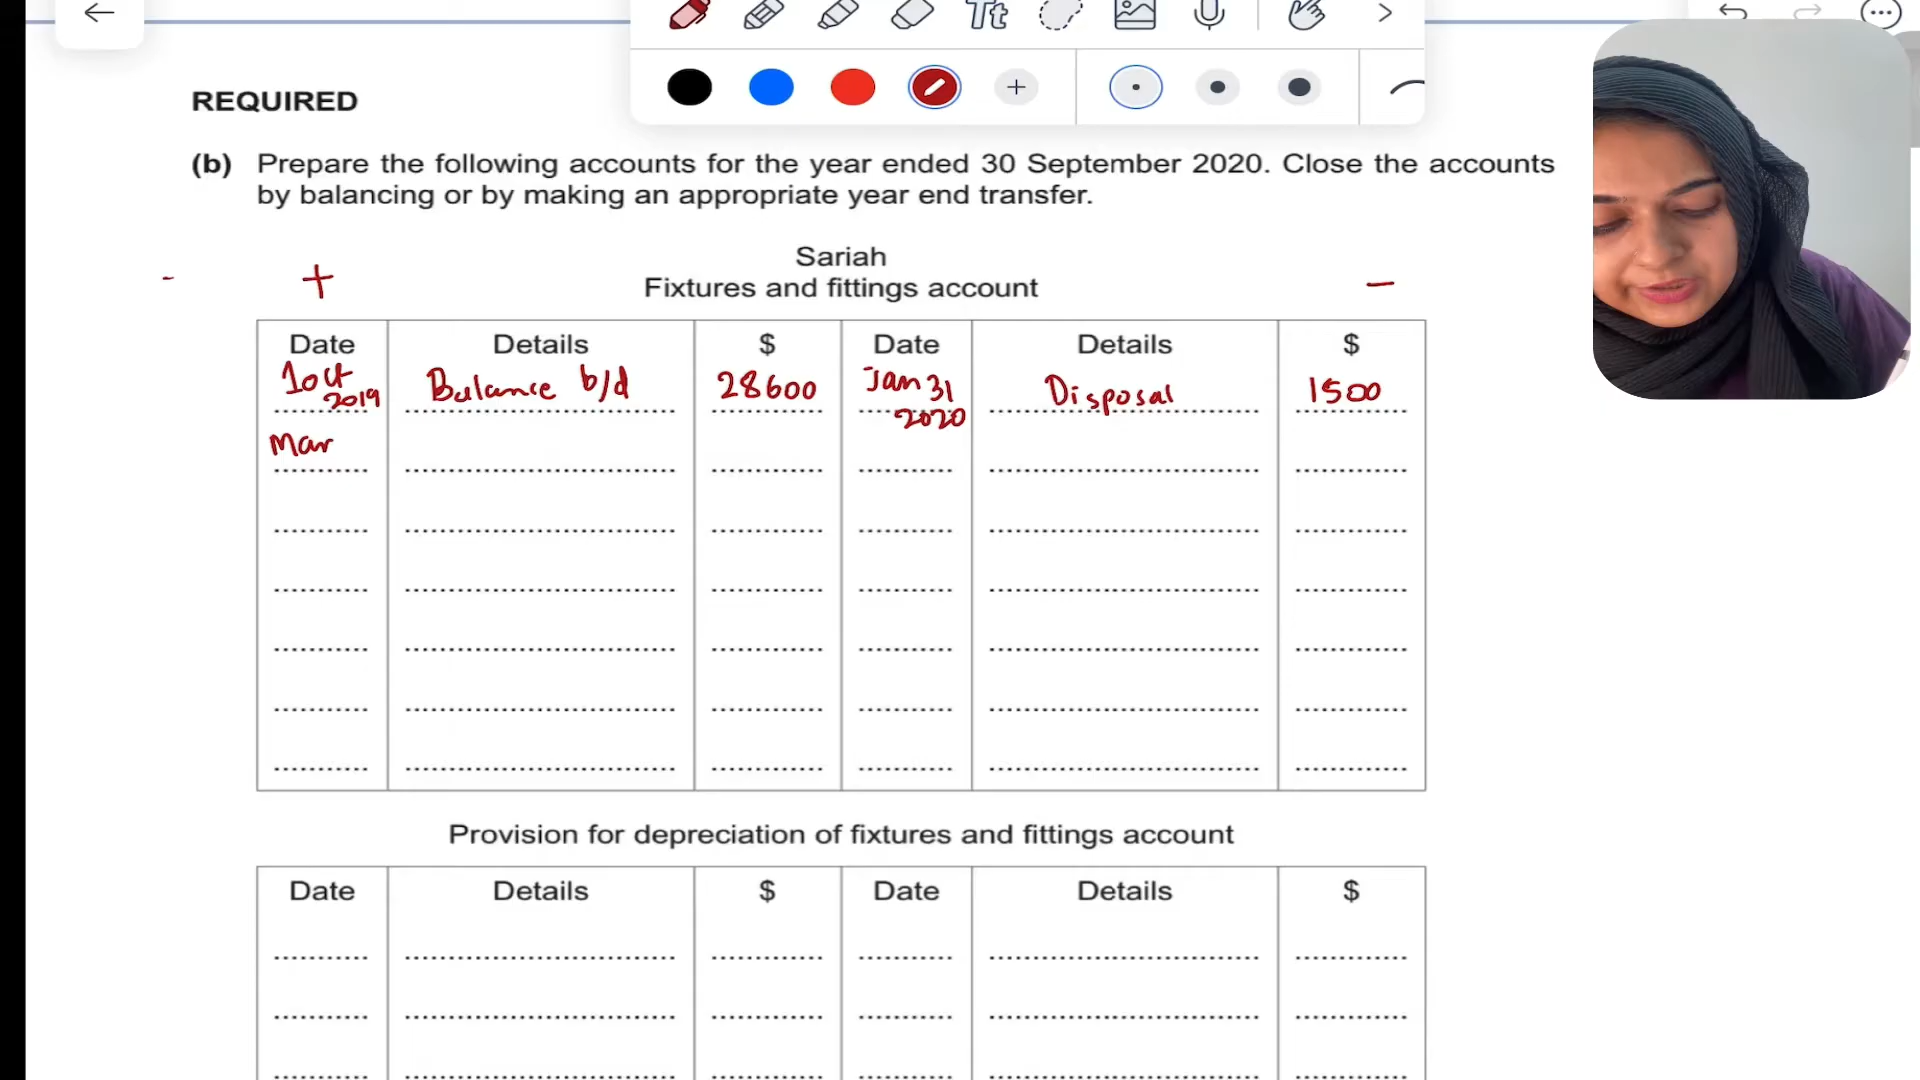 Tt
REQUIRED
(b) Prepare the following accounts for the year ended 30 September 2020. Close the accounts
by balancing or by making an appropriate year end transfer.
Sariah
+ Fixtures and fittings account -
Date Details $ Date Details $
1 Oct 2019 Balance b/d 28600 Jan 31 2020 Disposal 1500
Mar
Provision for depreciation of fixtures and fittings account
Date Details $ Date Details $